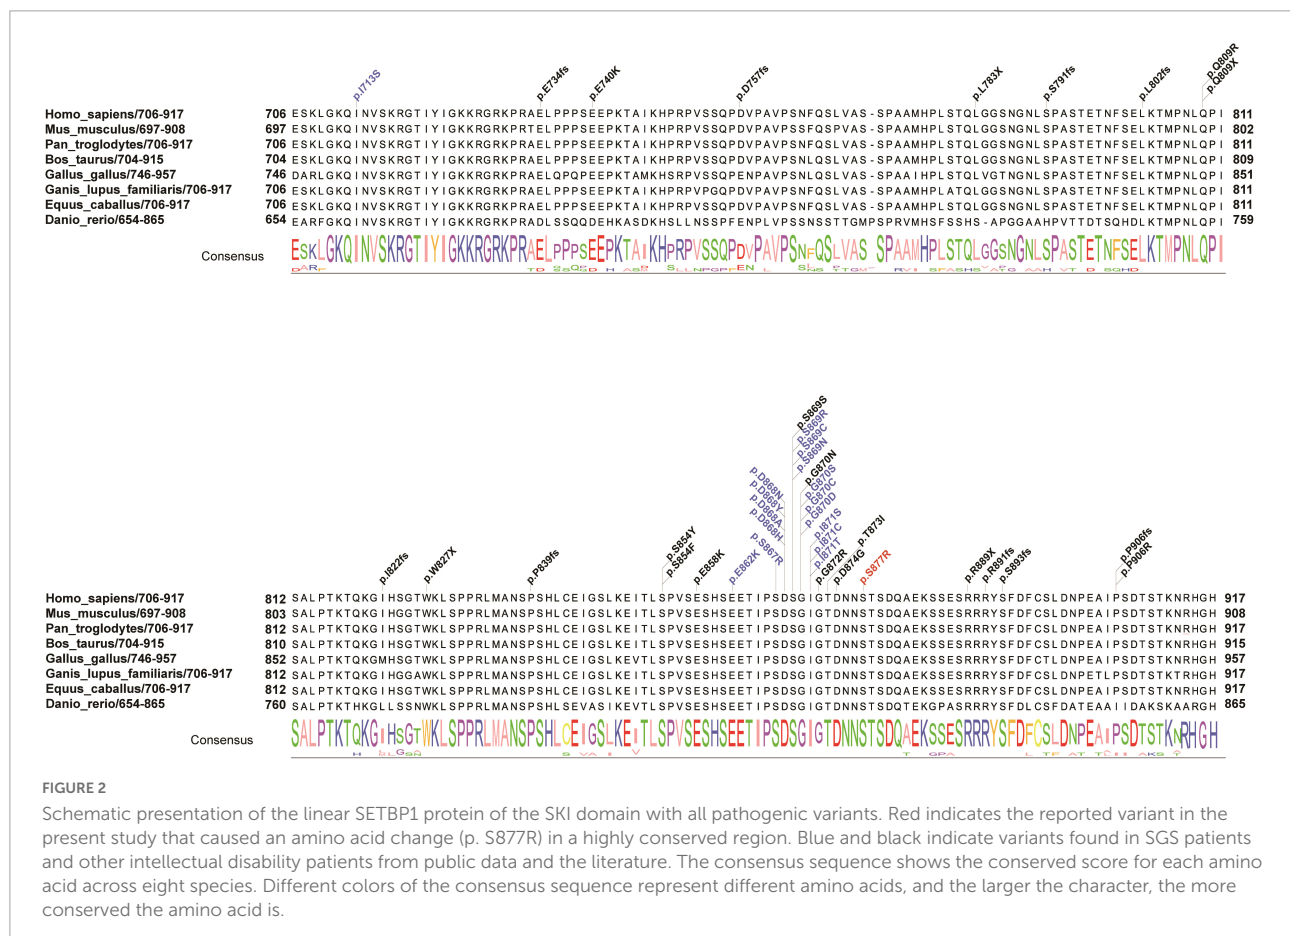 p.I713S
p.E734fs
p.E740K
p.D757fs
p.L783X
p.S791fs
p.L802fs
p.Q809R
p.Q809X
Homo_sapiens/706-917 706 ESKLGKQINVSKRGTIYIGKKRGRKPRAELPPPSEEPKTAIKHPRPVSSQPDVPAVPSNFQSLVAS-SPAAMHPLSTQLGGSNGNLSPASTETNFSELKTMPNLQPI 811
Mus_musculus/697-908 697 ESKLGKQINVSKRGTIYIGKKRGRKPRTELPPPSEEPKTAIKHPRPVSSQPDVPAVPSSFQSPVAS-SPAAMHPLSTQLGGSNGNLSPASTETNFSELKTMPNLQPI 802
Pan_troglodytes/706-917 706 ESKLGKQINVSKRGTIYIGKKRGRKPRAELPPPSEEPKTAIKHPRPVSSQPDVPAVPSNFQSLVAS-SPAAMHPLSTQLGGSNGNLSPASTETNFSELKTMPNLQPI 811
Bos_taurus/704-915 704 ESKLGKQINVSKRGTIYIGKKRGRKPRAELPPPSEEPKTAIKHPRPVSSQPDVPAVPSNFQSLVAS-SPAAMHPLSTQLGGSNGNLSPASTETNFSELKTMPNLQPI 809
Gallus_gallus/746-957 746 DARLGKQINVSKRGTIYIGKKRGRKPRAELQPQPEEPKTAMKHSRPVSSQPENPAVPSNLQSLVAS-SPAAIHPLSTQLVGTNGNLSPASTETNFSELKTMPNLQPI 851
Ganis_lupus_familiaris/706-917 706 ESKLGKQINVSKRGTIYIGKKRGRKPRAELPPPSEEPKTAIKHPRPVPGQPDVPAVPSNFQSLVAS-SPAAMHPLATQLGGSNGNLSPASTETNFSELKTMPNLQPI 811
Equus_caballus/706-917 706 ESKLGKQINVSKRGTIYIGKKRGRKPRAELPPPSEEPKTAIKHPRPVSSQPDVPAVPSNFQSLVAS-SPAAMHPLSTQLGGSNGNLSPASTETNFSELKTMPNLQPI 811
Danio_rerio/654-865 654 EARFGKQINVSKRGTIYIGKKRGRKPRADLSSQQDEHKASDKHSLLNSSPFENPLVPSSNSSTTGMPSPRVMHSFSSHS-APGGAAHPVTTDTSQHDLKTMPNLQPI 759
Consensus ESKLGKQINVSKRGTIYIGKKRGRKPRAELPPPSEEPKTAIKHPRPVSSQPDVPAVPSNFQSLVAS SPAAMHPLSTQLGGSNGNLSPASTETNFSELKTMPNLQPI
p.I822fs
p.W827X
p.P839fs
p.S854Y
p.S854F
p.E858K
p.E862K
p.S867R
p.D868N
p.D868Y
p.D868A
p.D868H
p.S869S
p.S869R
p.S869C
p.S869N
p.G870N
p.G870S
p.G870C
p.G870D
p.I871S
p.I871C
p.I871T
p.G872R
p.T873I
p.D874G
p.S877R
p.R889X
p.R891fs
p.S893fs
p.P906fs
p.P906R
Homo_sapiens/706-917 812 SALPTKTQKGIHSGTWKLSPPRLMANSPSHLCEIGSLKEITLSPVSESHSEETIPSDSGIGTDNNSTSDQAEKSSESRRRYSFDFCSLDNPEAIPSDTSTKNRHGH 917
Mus_musculus/697-908 803 SALPTKTQKGIHSGTWKLSPPRLMANSPSHLCEIGSLKEITLSPVSESHSEETIPSDSGIGTDNNSTSDQAEKSSESRRRYSFDFCSLDNPEAIPSDTSTKNRHGH 908
Pan_troglodytes/706-917 812 SALPTKTQKGIHSGTWKLSPPRLMANSPSHLCEIGSLKEITLSPVSESHSEETIPSDSGIGTDNNSTSDQAEKSSESRRRYSFDFCSLDNPEAIPSDTSTKNRHGH 917
Bos_taurus/704-915 810 SALPTKTQKGIHSGTWKLSPPRLMANSPSHLCEIGSLKEITLSPVSESHSEETIPSDSGIGTDNNSTSDQAEKSSESRRRYSFDFCSLDNPEAIPSDTSTKNRHGH 915
Gallus_gallus/746-957 852 SALPTKTQKGMHSGTWKLSPPRLMANSPSHLCEIGSLKEVTLSPVSESHSEETIPSDSGIGTDNNSTSDQAEKSSESRRRYSFDFCTLDNPEAIPSDTSTKNRHGH 957
Ganis_lupus_familiaris/706-917 812 SALPTKTQKGIHGGAWKLSPPRLMANSPSHLCEIGSLKEITLSPVSESHSEETIPSDSGIGTDNNSTSDQAEKSSESRRRYSFDFCSLDNPETLPSDTSTKTRHGH 917
Equus_caballus/706-917 812 SALPTKTQKGIHSGTWKLSPPRLMANSPSHLCEIGSLKEITLSPVSESHSEETIPSDSGIGTDNNSTSDQAEKSSESRRRYSFDFCSLDNPEAIPSDTSTKNRHGH 917
Danio_rerio/654-865 760 SALPTKTHKGLLSSNWKLSPPRLMANSPSHLSEVASIKEVTLSPVSESHSEETIPSDSGIGTDNNSTSDQTEKGPASRRRYSFDLCSFDATEAAIIDAKSKAARGH 865
Consensus SALPTKTQKGIHSGTWKLSPPRLMANSPSHLCEIGSLKEITLSPVSESHSEETIPSDSGIGTDNNSTSDQAEKSSESRRRYSFDFCSLDNPEAIPSDTSTKNRHGH
FIGURE 2
Schematic presentation of the linear SETBP1 protein of the SKI domain with all pathogenic variants. Red indicates the reported variant in the
present study that caused an amino acid change (p. S877R) in a highly conserved region. Blue and black indicate variants found in SGS patients
and other intellectual disability patients from public data and the literature. The consensus sequence shows the conserved score for each amino
acid across eight species. Different colors of the consensus sequence represent different amino acids, and the larger the character, the more
conserved the amino acid is.